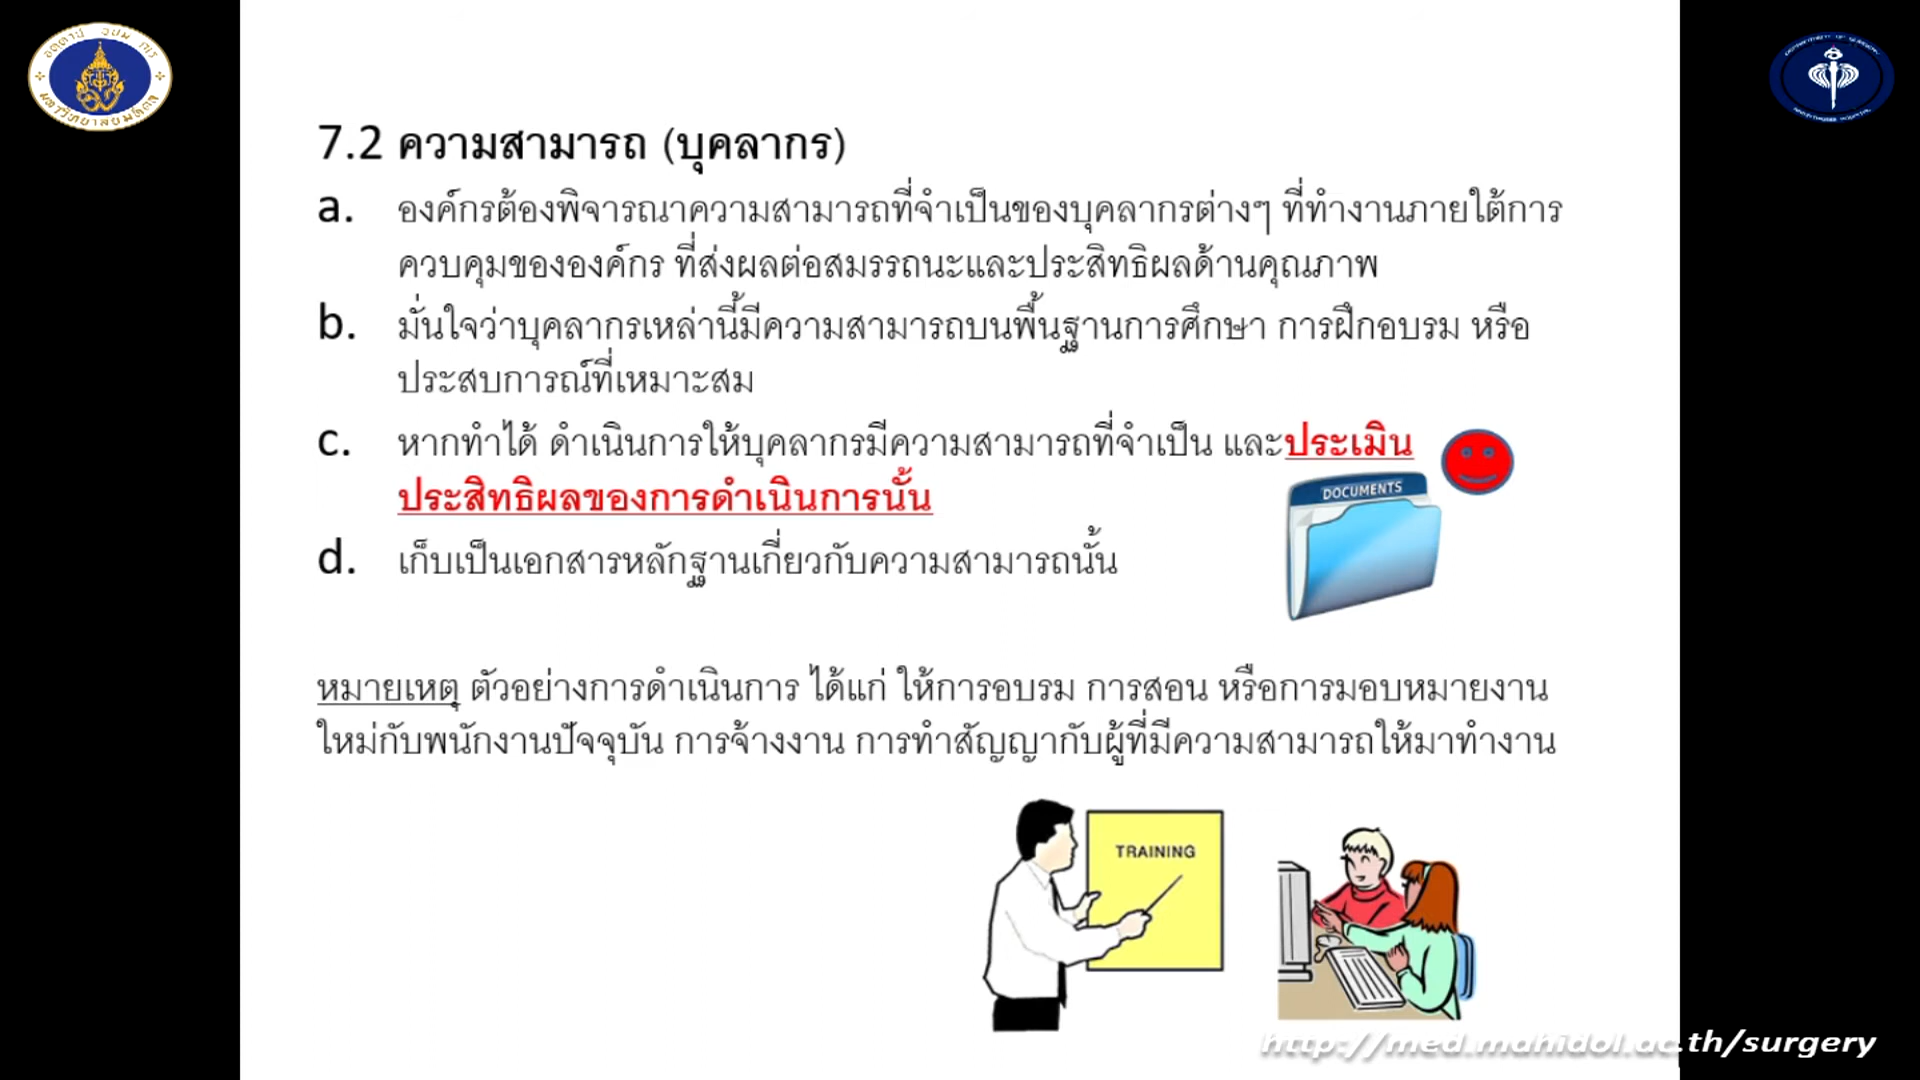 7.2 ความสามารถ (บุคลากร)
a. องค์กรต้องพิจารณาความสามารถที่จำเป็นของบุคลากรต่างๆ ที่ทำงานภายใต้การ
ควบคุมขององค์กร ที่ส่งผลต่อสมรรถนะและประสิทธิผลด้านคุณภาพ
b. มั่นใจว่าบุคลากรเหล่านี้มีความสามารถบนพื้นฐานการศึกษา การฝึกอบรม หรือ
ประสบการณ์ที่เหมาะสม
c. หากทำได้ ดำเนินการให้บุคลากรมีความสามารถที่จำเป็น และประเมิน
ประสิทธิผลของการดำเนินการนั้น
DOCUMENTS
d. เก็บเป็นเอกสารหลักฐานเกี่ยวกับความสามารถนั้น
หมายเหตุ ตัวอย่างการดำเนินการ ได้แก่ ให้การอบรม การสอน หรือการมอบหมายงาน
ใหม่กับพนักงานปัจจุบัน การจ้างงาน การทำสัญญากับผู้ที่มีความสามารถให้มาทำงาน
TRAINING
http://med.mahidol.ac.th/surgery